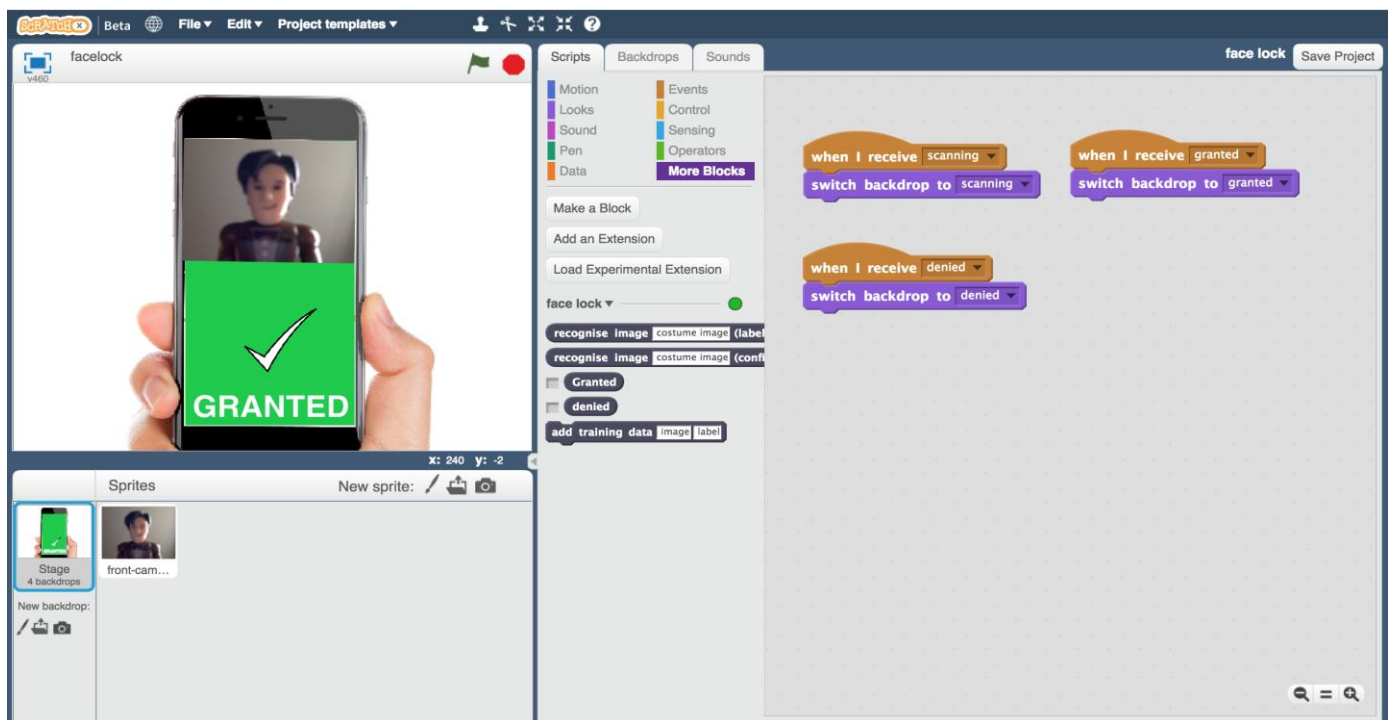 SCRATCHX Beta File Edit Project templates
facelock
v460
GRANTED
x: 240 y: -2
Sprites New sprite:
GRANTED
Stage
4 backdrops
front-cam...
New backdrop:
Scripts Backdrops Sounds
face lock Save Project
Motion Events
Looks Control
Sound Sensing
Pen Operators
Data More Blocks
Make a Block
Add an Extension
Load Experimental Extension
face lock
recognise image costume image (label
recognise image costume image (confi
Granted
denied
add training data image label
when I receive scanning
switch backdrop to scanning
when I receive granted
switch backdrop to granted
when I receive denied
switch backdrop to denied